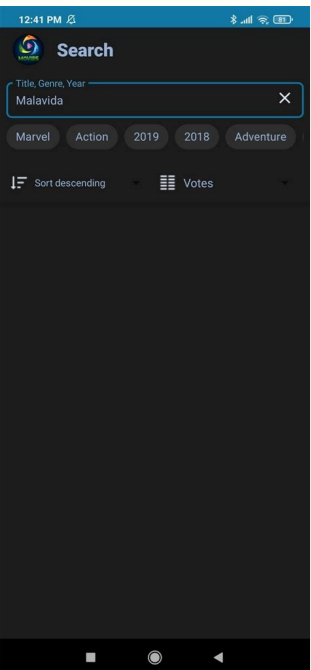 12:41 PM
Search
Title, Genre, Year
Malavida
Marvel Action 2019 2018 Adventure
Sort descending Votes